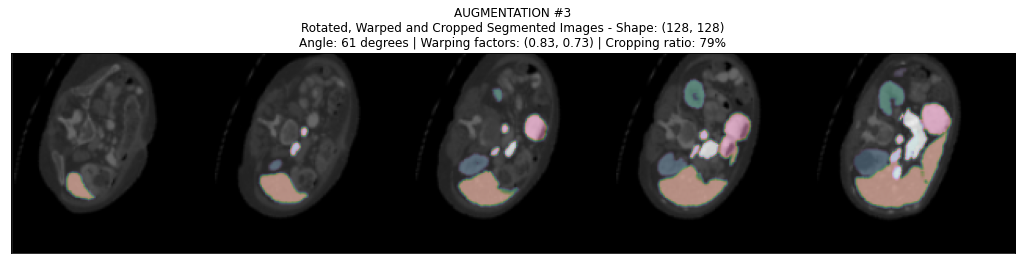 AUGMENTATION #3
Rotated, Warped and Cropped Segmented Images - Shape: (128, 128)
Angle: 61 degrees | Warping factors: (0.83, 0.73) | Cropping ratio: 79%